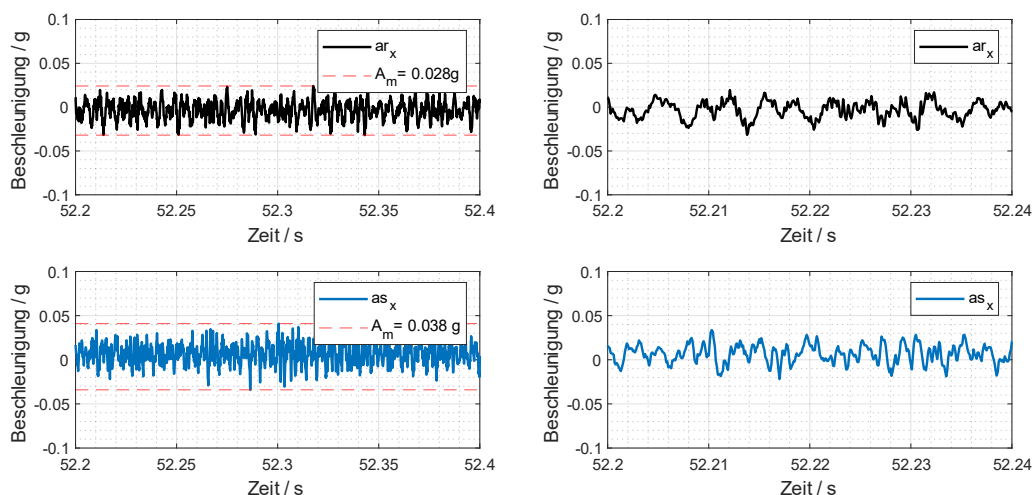 0.1
0.05
0
-0.05
-0.1
Beschleunigung / g
ar_x
A_m= 0.028g
52.2 52.25 52.3 52.35 52.4
Zeit / s
0.1
0.05
0
-0.05
-0.1
Beschleunigung / g
ar_x
52.2 52.21 52.22 52.23 52.24
Zeit / s
0.1
0.05
0
-0.05
-0.1
Beschleunigung / g
as_x
A_m= 0.038 g
52.2 52.25 52.3 52.35 52.4
Zeit / s
0.1
0.05
0
-0.05
-0.1
Beschleunigung / g
as_x
52.2 52.21 52.22 52.23 52.24
Zeit / s